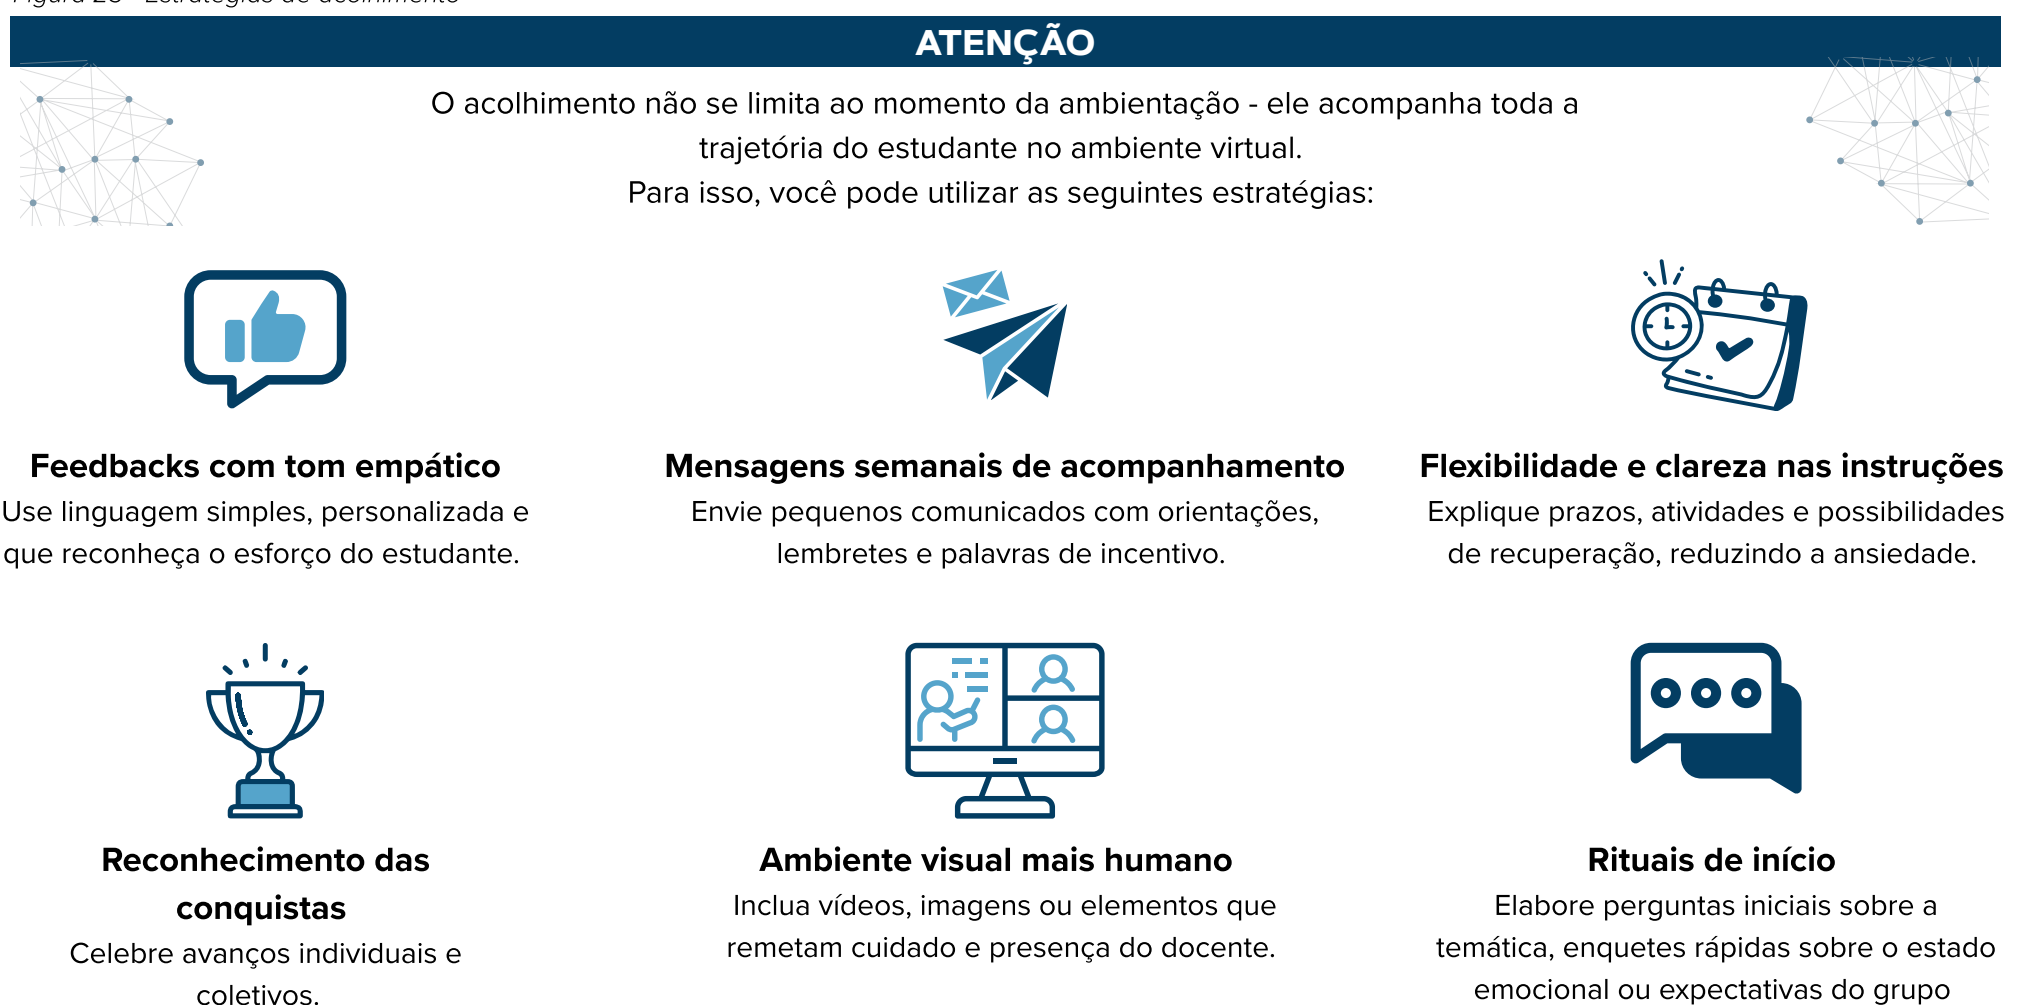 Figura 28 - Estratégias de acolhimento
ATENÇÃO
O acolhimento não se limita ao momento da ambientação - ele acompanha toda a
trajetória do estudante no ambiente virtual.
Para isso, você pode utilizar as seguintes estratégias:
Feedbacks com tom empático
Use linguagem simples, personalizada e
que reconheça o esforço do estudante.
Mensagens semanais de acompanhamento
Envie pequenos comunicados com orientações,
lembretes e palavras de incentivo.
Flexibilidade e clareza nas instruções
Explique prazos, atividades e possibilidades
de recuperação, reduzindo a ansiedade.
Reconhecimento das
conquistas
Celebre avanços individuais e
coletivos.
Ambiente visual mais humano
Inclua vídeos, imagens ou elementos que
remetam cuidado e presença do docente.
Rituais de início
Elabore perguntas iniciais sobre a
temática, enquetes rápidas sobre o estado
emocional ou expectativas do grupo